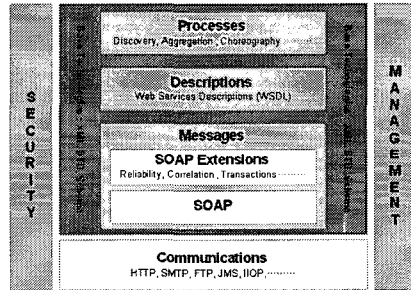 Processes
Discovery, Aggregation, Choreography..........
Descriptions
Web Services Descriptions (WSDL)
Messages
SOAP Extensions
Reliability, Correlation, Transactions..........
SOAP
Communications
HTTP, SMTP, FTP, JMS, IIOP,..........
SECURITY
MANAGEMENT